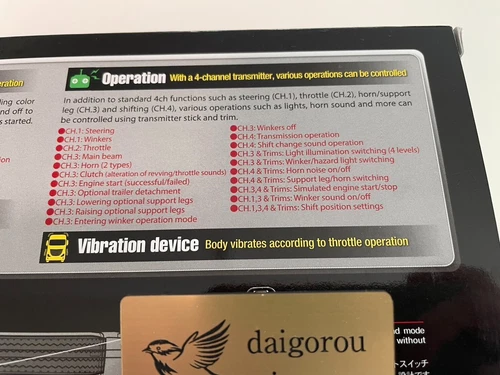 Operation With a 4-channel transmitter, various operations can be controlled
In addition to standard 4ch functions such as steering (CH.1), throttle (CH.2), horn/support
leg (CH.3) and shifting (CH.4), various operations such as lights, horn sound and more can
be controlled using transmitter stick and trim.
●CH.1: Steering
●CH.1: Winkers
●CH.2: Throttle
●CH.3: Main beam
●CH.3: Horn (2 types)
●CH.3: Clutch (alteration of revving/throttle sounds)
●CH.3: Engine start (successful/failed)
●CH.3: Optional trailer detachment
●CH.3: Lowering optional support legs
●CH.3: Raising optional support legs
●CH.3: Entering winker operation mode
●CH.3: Winkers off
●CH.4: Transmission operation
●CH.4: Shift change sound operation
●CH.3 & Trims: Light illumination switching (4 levels)
●CH.3 & Trims: Winker/hazard light switching
●CH.4 & Trims: Horn noise on/off
●CH.4 & Trims: Support leg/horn switching
●CH.3,4 & Trims: Simulated engine start/stop
●CH.1,3,4 & Trims: Winker sound on/off
●CH.1,3,4 & Trims: Shift position settings
Vibration device Body vibrates according to throttle operation
ling color
nd off to
s started.
daigorou
d mode
without
トスイッチ